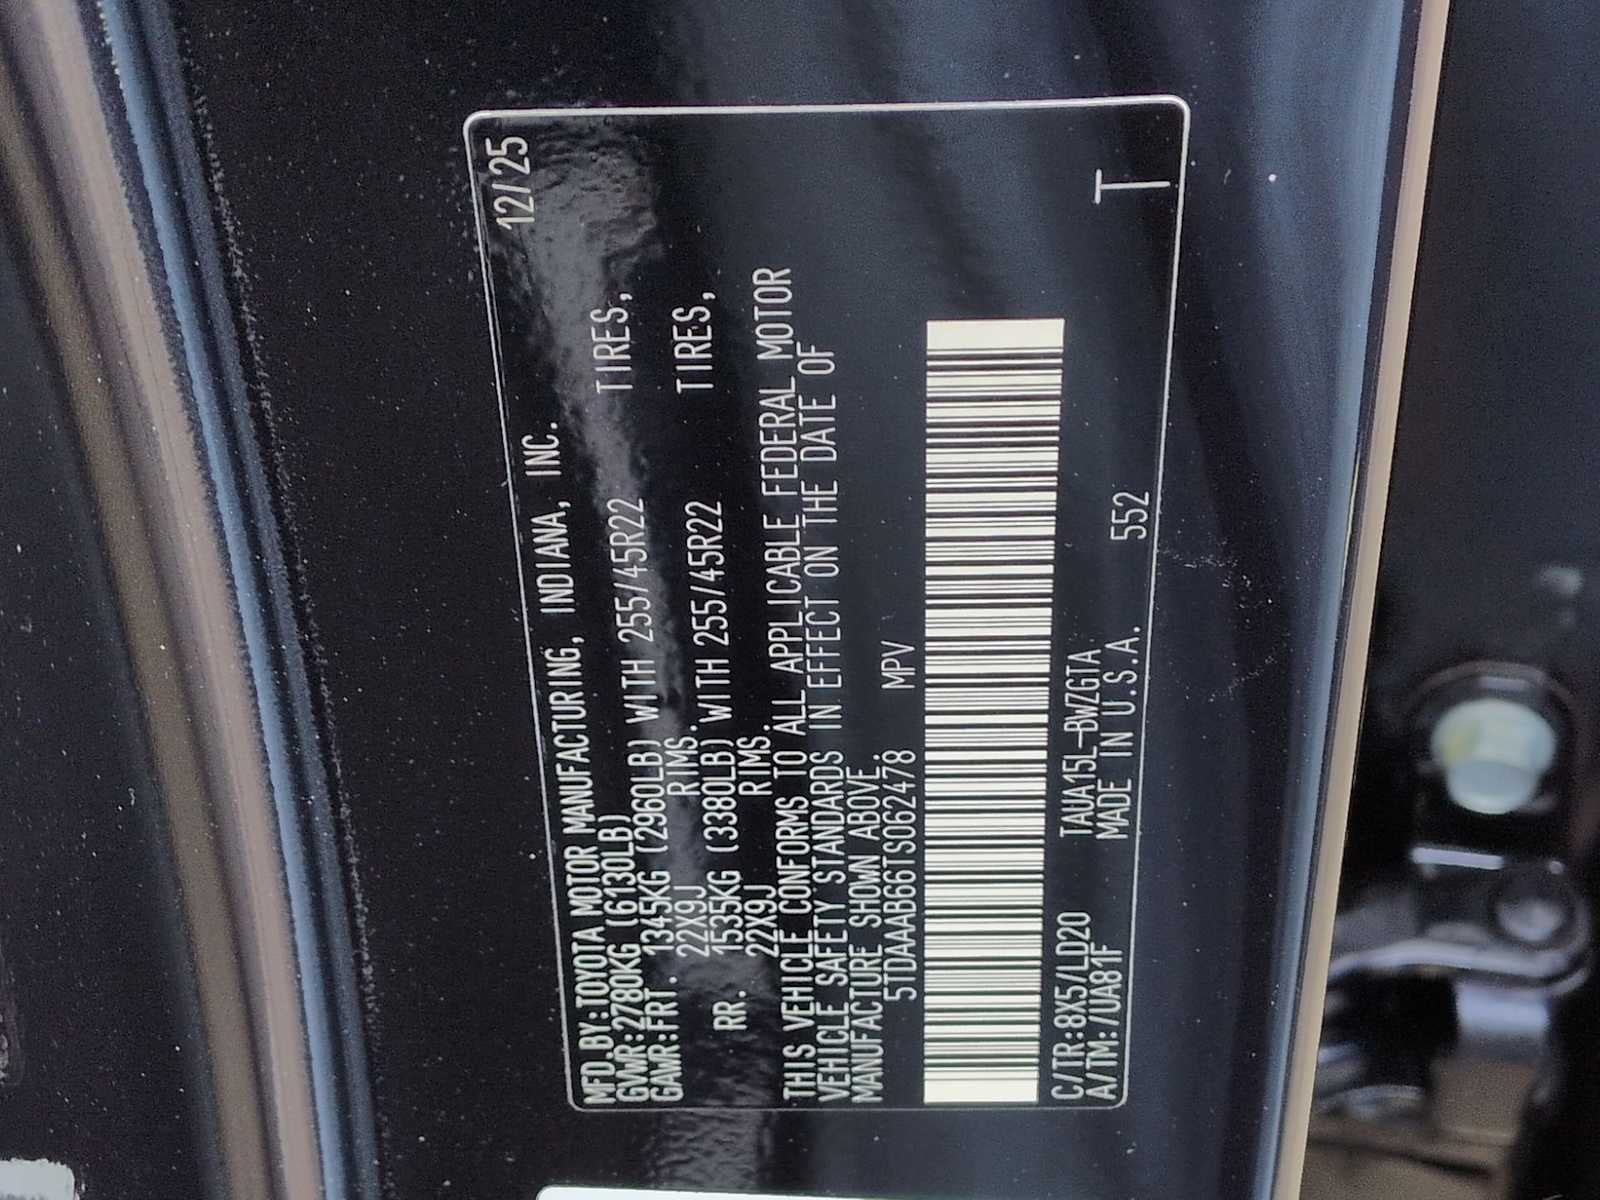 MFD.BY:TOYOTA MOTOR MANUFACTURING, INDIANA, INC. 12/25
GVWR:2780KG (6130LB)
GAWR:FRT. 1345KG (2960LB) WITH 255/45R22 TIRES,
22X9J RIMS.
RR. 1535KG (3380LB) WITH 255/45R22 TIRES,
22X9J RIMS.
THIS VEHICLE CONFORMS TO ALL APPLICABLE FEDERAL MOTOR
VEHICLE SAFETY STANDARDS IN EFFECT ON THE DATE OF
MANUFACTURE SHOWN ABOVE.
5TDAAAB66TS062478 MPV
C/TR:8X5/LD20 TAUA15L-BWZGTA
A/TM:/UA81F MADE IN U.S.A. 552 T